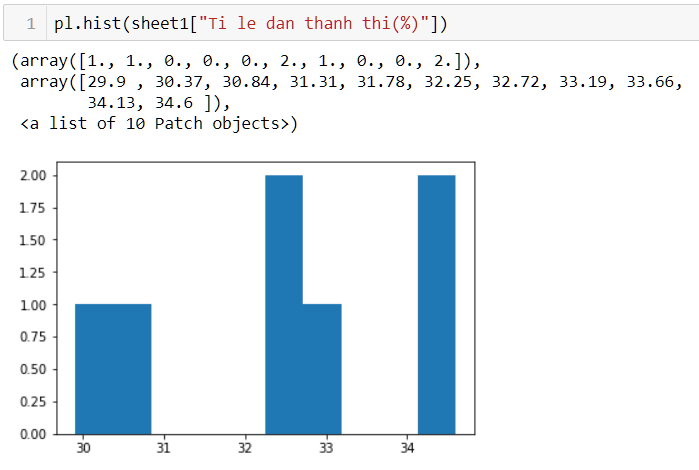 1 pl.hist(sheet1["Ti le dan thanh thi(%)"])
(array([1., 1., 0., 0., 0., 2., 1., 0., 0., 2.]),
array([29.9 , 30.37, 30.84, 31.31, 31.78, 32.25, 32.72, 33.19, 33.66,
34.13, 34.6 ]),
<a list of 10 Patch objects>)
2.00
1.75
1.50
1.25
1.00
0.75
0.50
0.25
0.00
30 31 32 33 34